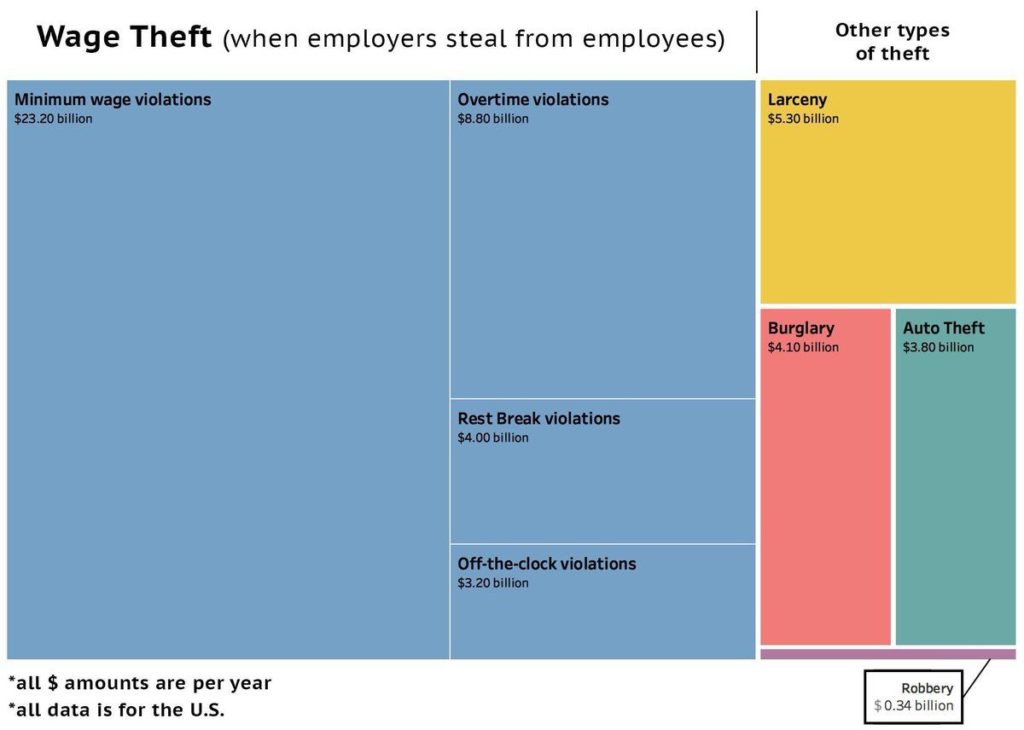 Wage Theft (when employers steal from employees)
Other types
of theft
Minimum wage violations
$23.20 billion
Overtime violations
$8.80 billion
Rest Break violations
$4.00 billion
Off-the-clock violations
$3.20 billion
Larceny
$5.30 billion
Burglary
$4.10 billion
Auto Theft
$3.80 billion
Robbery
$ 0.34 billion
*all $ amounts are per year
*all data is for the U.S.